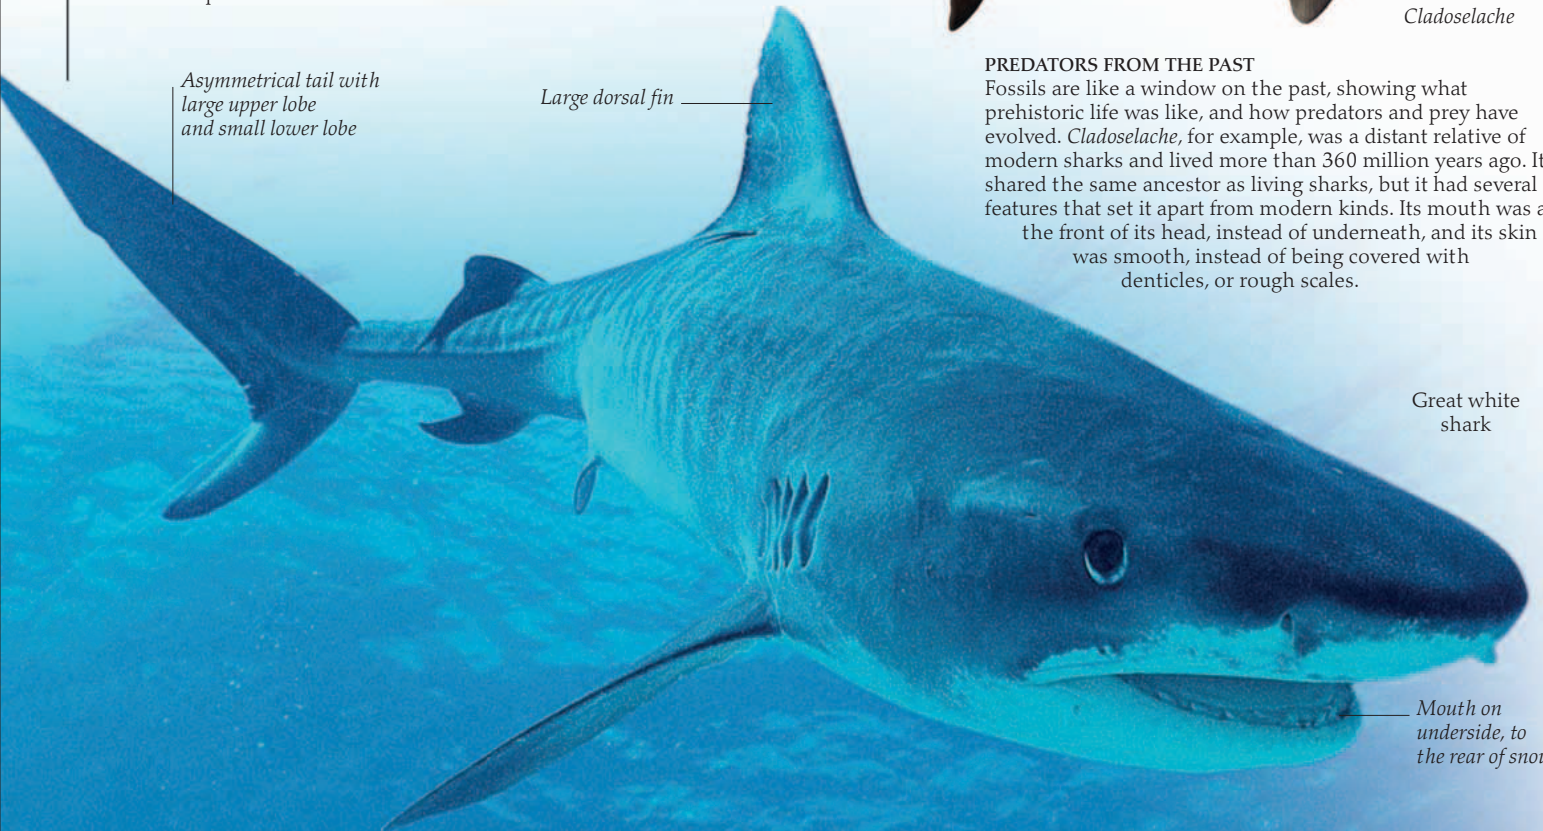 Cladoselache
Asymmetrical tail with
large upper lobe
and small lower lobe
Large dorsal fin
PREDATORS FROM THE PAST
Fossils are like a window on the past, showing what
prehistoric life was like, and how predators and prey have
evolved. Cladoselache, for example, was a distant relative of
modern sharks and lived more than 360 million years ago. It
shared the same ancestor as living sharks, but it had several
features that set it apart from modern kinds. Its mouth was
the front of its head, instead of underneath, and its skin
was smooth, instead of being covered with
denticles, or rough scales.
Great white
shark
Mouth on
underside, to
the rear of